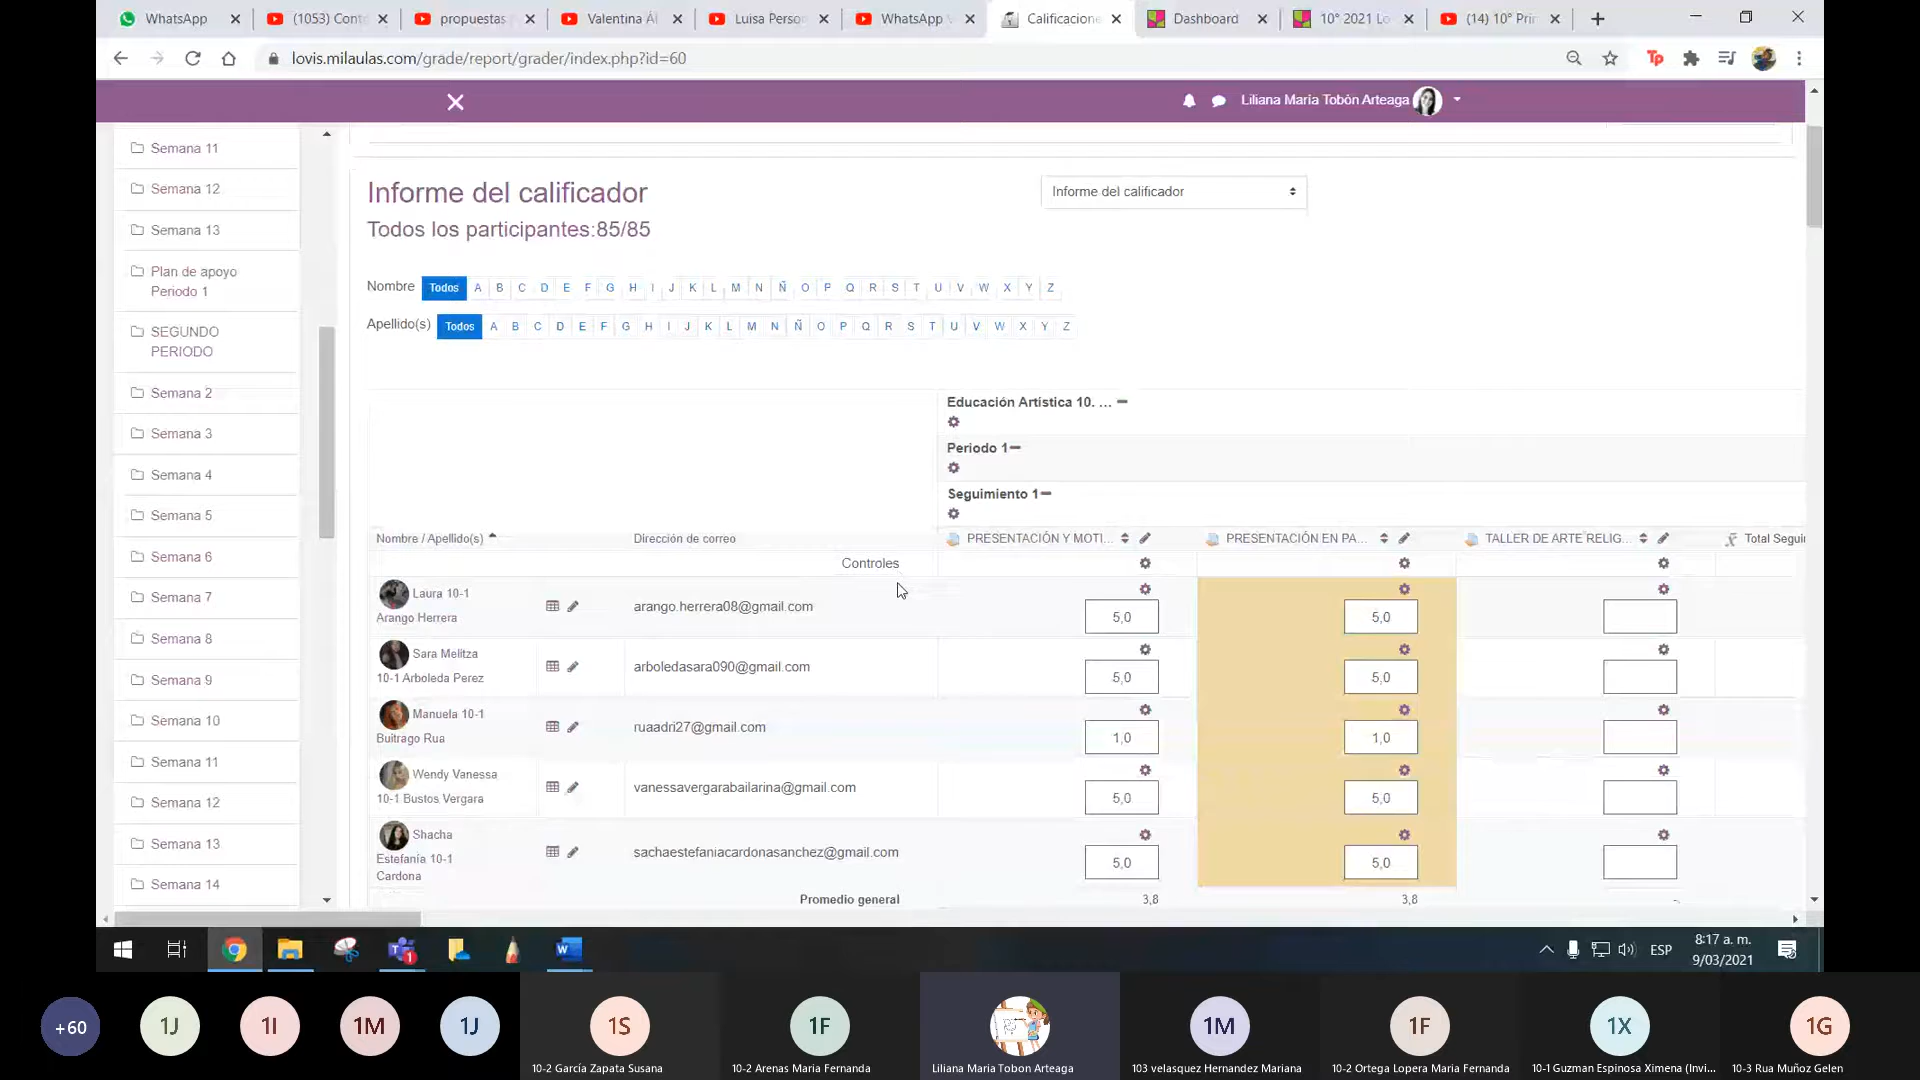 WhatsApp
(1053) Cont
propuestas
Valentina Ál
Luisa Perso
WhatsApp V
Calificacione
Dashboard
10° 2021 Lo
(14) 10° Prin
lovis.milaulas.com/grade/report/grader/index.php?id=60
Liliana María Tobón Arteaga
Semana 11
Semana 12
Semana 13
Plan de apoyo
Periodo 1
SEGUNDO
PERIODO
Semana 2
Semana 3
Semana 4
Semana 5
Semana 6
Semana 7
Semana 8
Semana 9
Semana 10
Semana 11
Semana 12
Semana 13
Semana 14
Informe del calificador
Informe del calificador
Todos los participantes:85/85
Nombre Todos A B C D E F G H I J K L M N Ñ O P Q R S T U V W X Y Z
Apellido(s) Todos A B C D E F G H I J K L M N Ñ O P Q R S T U V W X Y Z
Educación Artistica 10. ...
Periodo 1
Seguimiento 1
Nombre / Apellido(s) Dirección de correo PRESENTACIÓN Y MOTI... PRESENTACIÓN EN PA... TALLER DE ARTE RELIG... Total Segui
Controles
Laura 10-1
Arango Herrera
arango.herrera08@gmail.com 5,0 5,0
Sara Melitza
10-1 Arboleda Perez
arboledasara090@gmail.com 5,0 5,0
Manuela 10-1
Buitrago Rua
ruaadri27@gmail.com 1,0 1,0
Wendy Vanessa
10-1 Bustos Vergara
vanessavergarabailarina@gmail.com 5,0 5,0
Shacha
Estefanía 10-1
Cardona
sachaestefaniacardonasanchez@gmail.com 5,0 5,0
Promedio general 3,8 3,8 -
ESP
8:17 a. m.
9/03/2021
+60
1J
1I
1M
1J
1S
1F
1M
1F
1X
1G
10-2 García Zapata Susana
10-2 Arenas Maria Fernanda
Liliana Maria Tobon Arteaga
103 velasquez Hernandez Mariana
10-2 Ortega Lopera Maria Fernanda
10-1 Guzman Espinosa Ximena (Invi...
10-3 Rua Muñoz Gelen